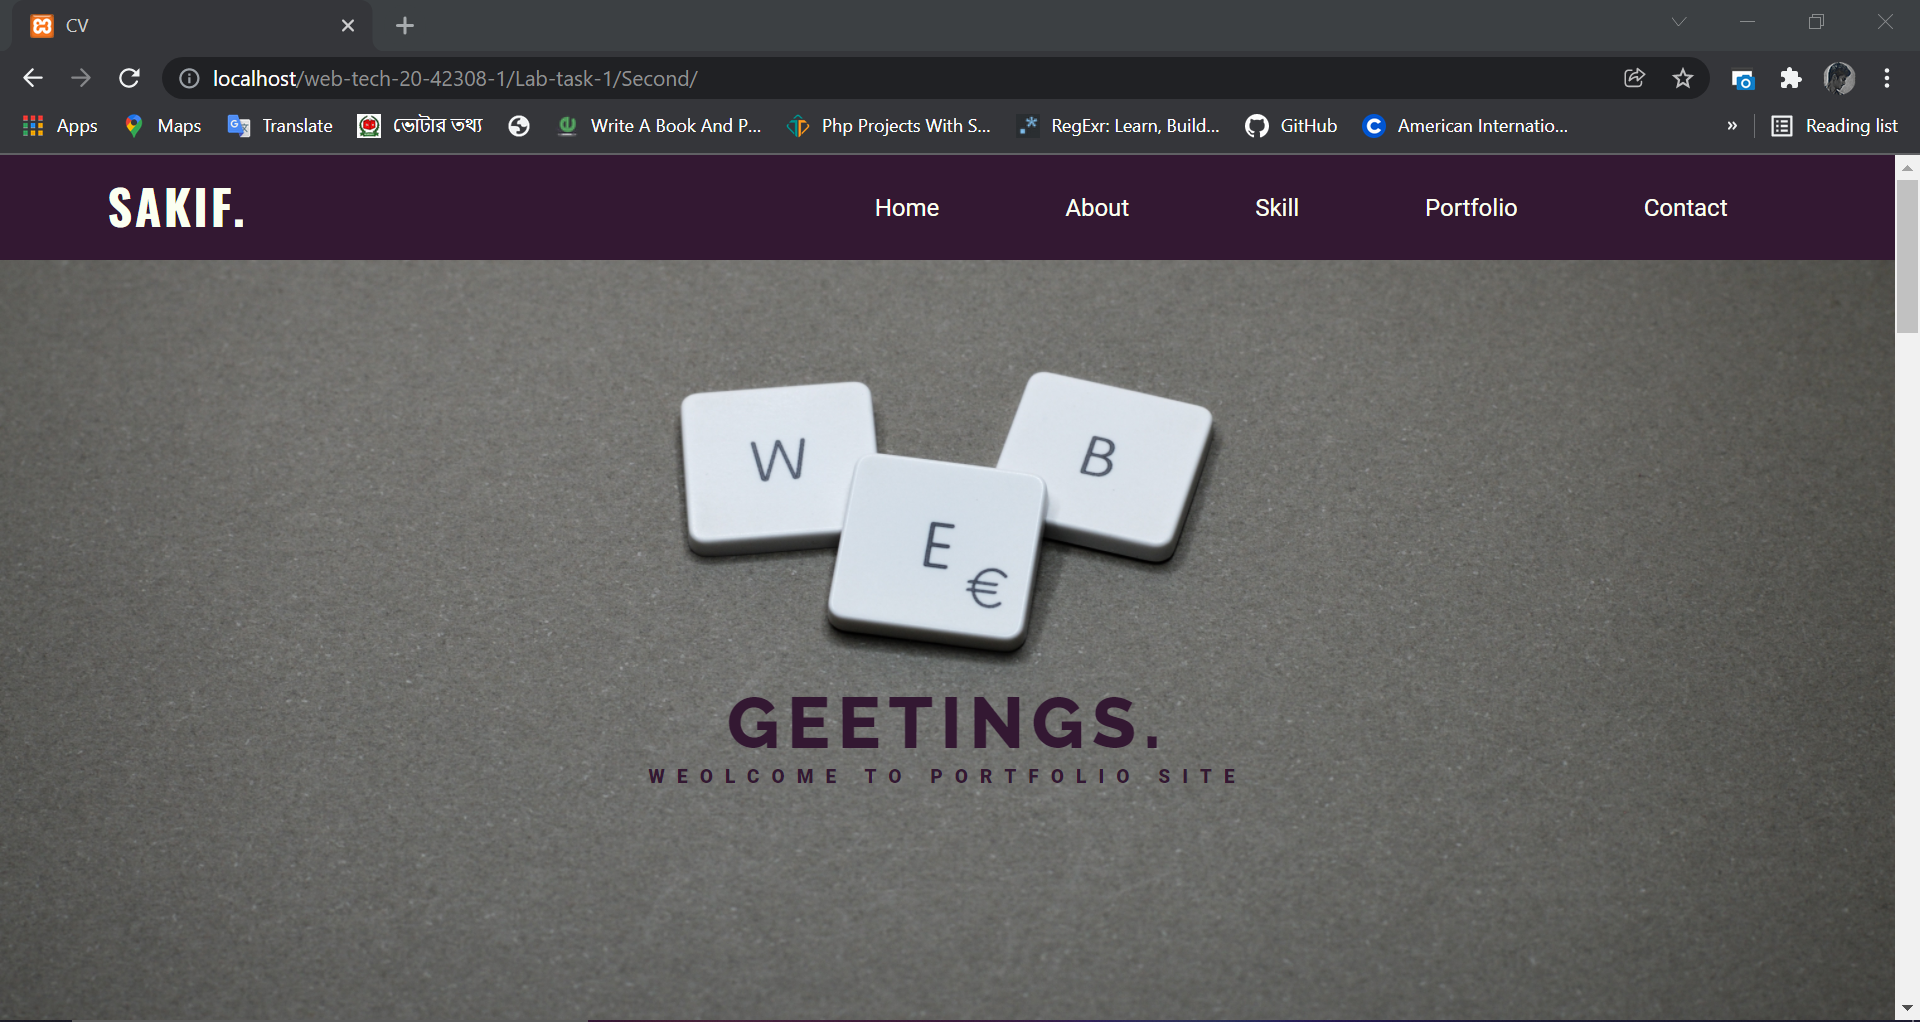 CV
localhost/web-tech-20-42308-1/Lab-task-1/Second/
Apps Maps Translate ভোটার তথ্য Write A Book And P... Php Projects With S... RegExr: Learn, Build... GitHub American Internatio... » Reading list
SAKIF. Home About Skill Portfolio Contact
W B
E €
GEETINGS.
WEOLCOME TO PORTFOLIO SITE